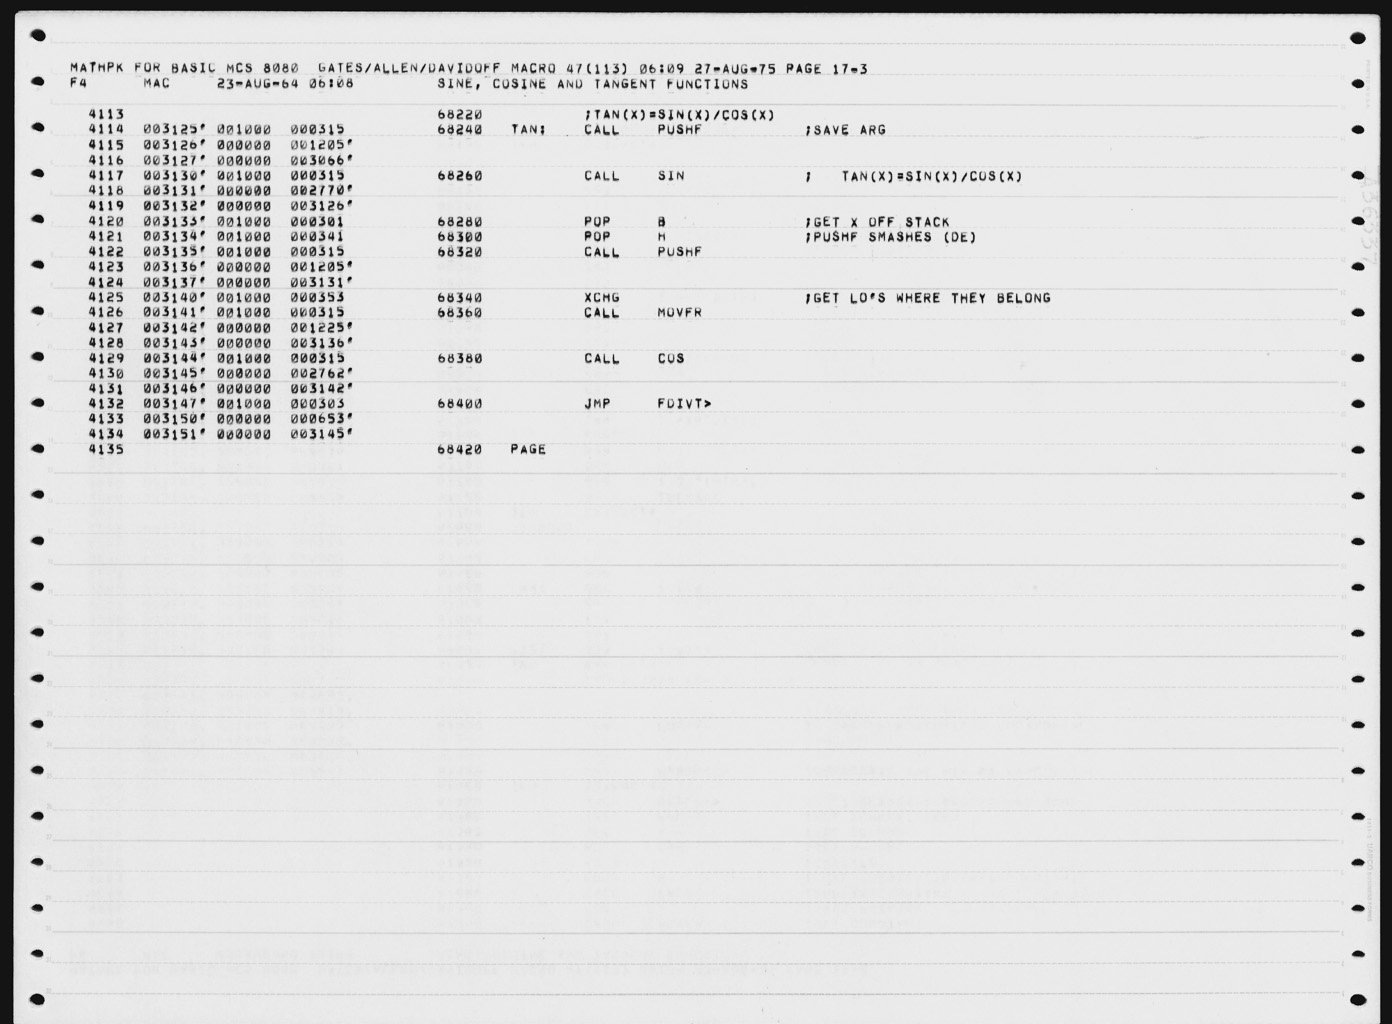 MATHPK FOR BASIC MCS 8080  GATES/ALLEN/DAVIDOFF MACRO 47(113) 06:09 27-AUG-75 PAGE 17-3
F4      MAC     23-AUG-64 06:08         SINE, COSINE AND TANGENT FUNCTIONS
4113                                  68220           ;TAN(X)=SIN(X)/COS(X)
4114  003125' 001000  000315          68240   TAN:    CALL    PUSHF           ;SAVE ARG
4115  003126' 000000  001205'
4116  003127' 000000  003066'
4117  003130' 001000  000315          68260           CALL    SIN             ;   TAN(X)=SIN(X)/COS(X)
4118  003131' 000000  002770'
4119  003132' 000000  003126'
4120  003133' 001000  000301          68280           POP     B               ;GET X OFF STACK
4121  003134' 001000  000341          68300           POP     H               ;PUSHF SMASHES (DE)
4122  003135' 001000  000315          68320           CALL    PUSHF
4123  003136' 000000  001205'
4124  003137' 000000  003131'
4125  003140' 001000  000353          68340           XCHG                    ;GET LO'S WHERE THEY BELONG
4126  003141' 001000  000315          68360           CALL    MOVFR
4127  003142' 000000  001225'
4128  003143' 000000  003136'
4129  003144' 001000  000315          68380           CALL    COS
4130  003145' 000000  002762'
4131  003146' 000000  003142'
4132  003147' 001000  000303          68400           JMP     FDIVT>
4133  003150' 000000  000653'
4134  003151' 000000  003145'
4135                                  68420   PAGE